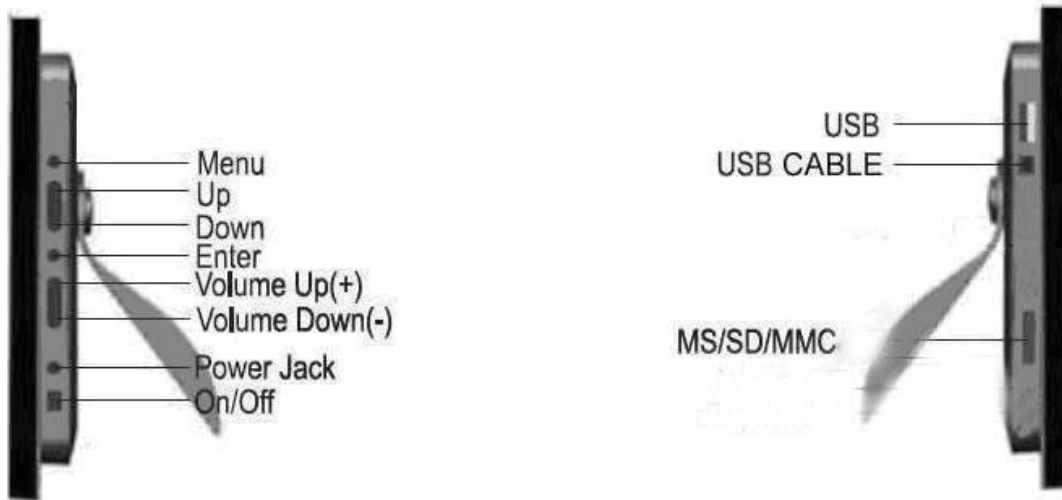 Menu
Up
Down
Enter
Volume Up(+)
Volume Down(-)
Power Jack
On/Off
USB
USB CABLE
MS/SD/MMC